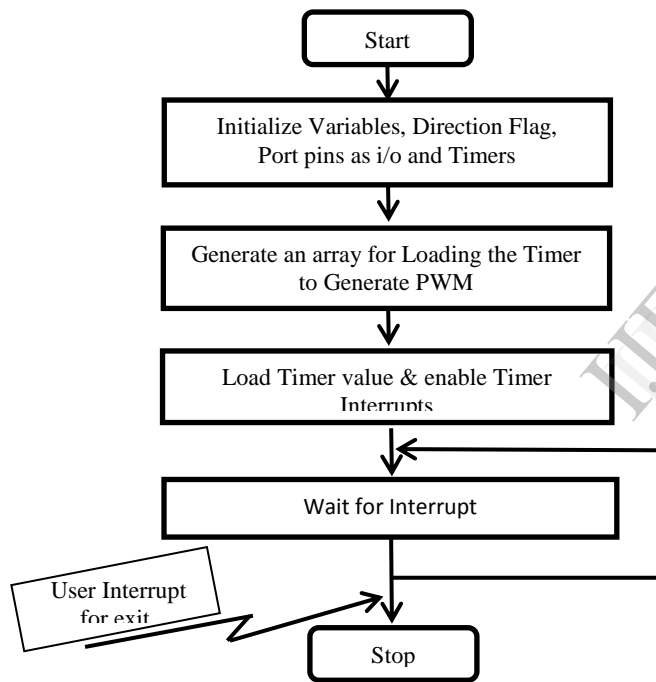 Start
Initialize Variables, Direction Flag,
Port pins as i/o and Timers
Generate an array for Loading the Timer
to Generate PWM
Load Timer value & enable Timer
Interrupts
Wait for Interrupt
User Interrupt
for exit
Stop